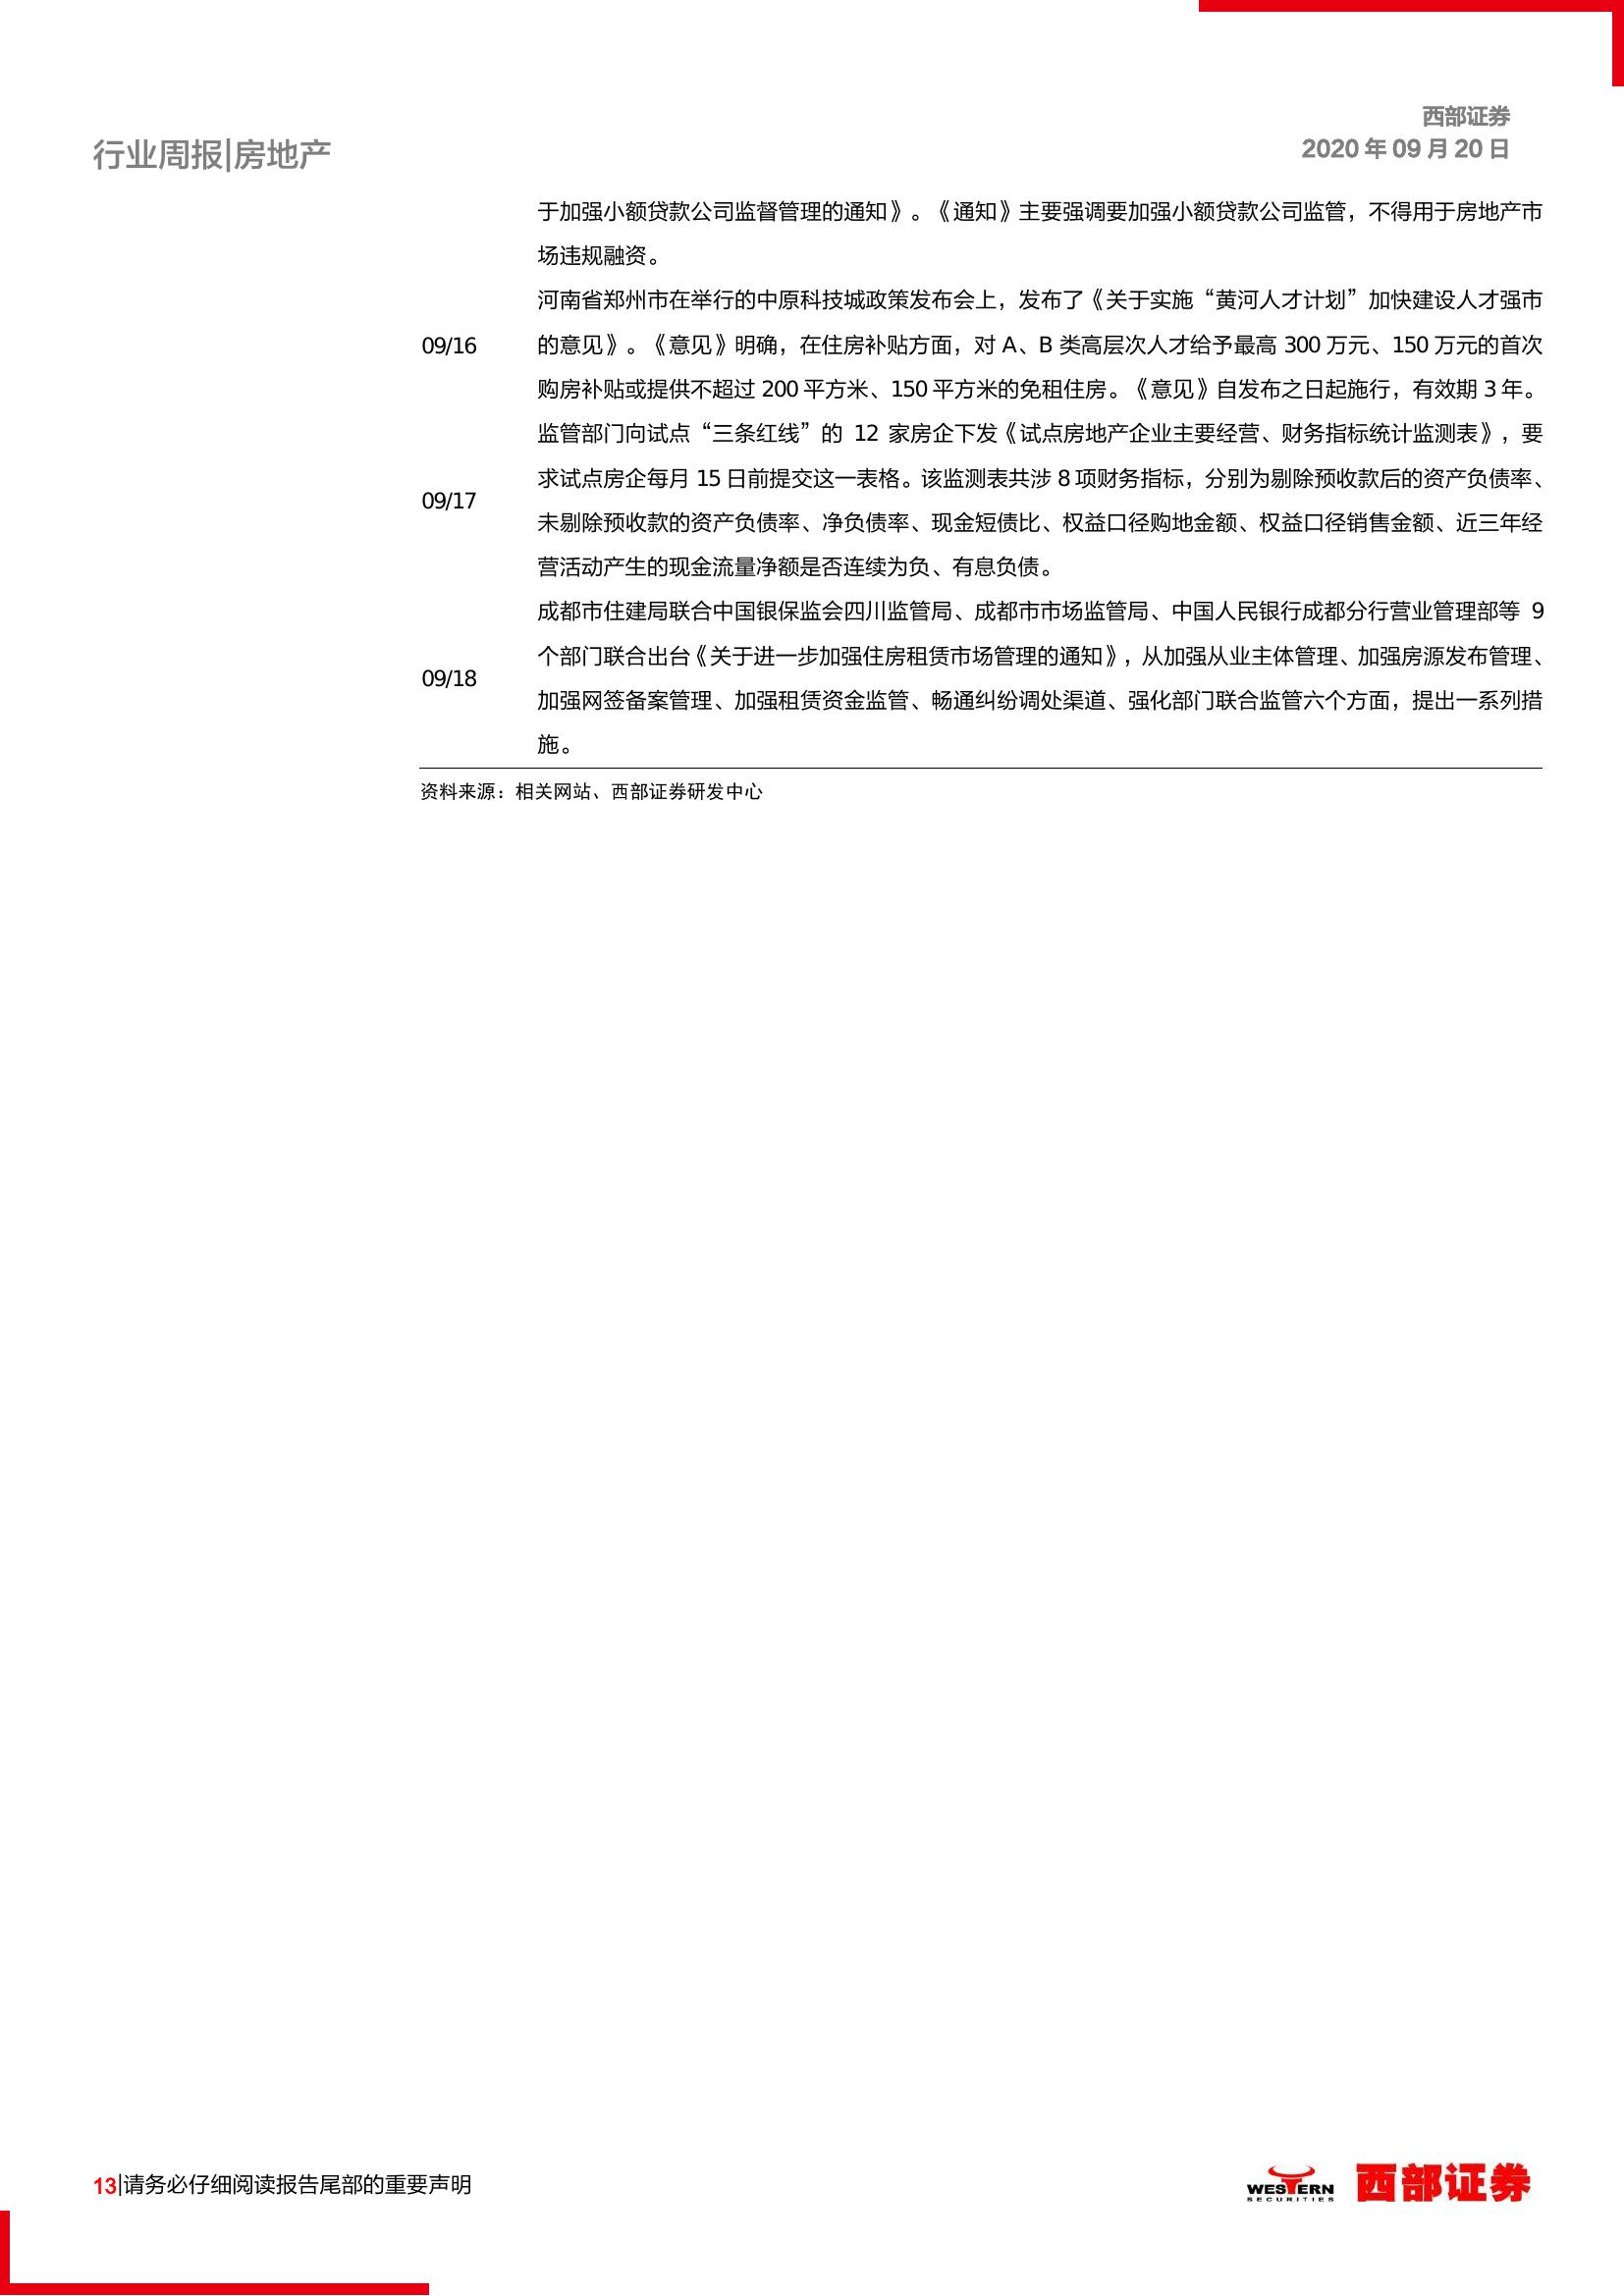 西部证券
行业周报|房地产
2020 年 09 月 20 日
于加强小额贷款公司监督管理的通知》。《通知》主要强调要加强小额贷款公司监管，不得用于房地产市
场违规融资。
河南省郑州市在举行的中原科技城政策发布会上，发布了《关于实施“黄河人才计划”加快建设人才强市
09/16
的意见》。《意见》明确，在住房补贴方面，对 A、B 类高层次人才给予最高 300 万元、150 万元的首次
购房补贴或提供不超过 200 平方米、150 平方米的免租住房。《意见》自发布之日起施行，有效期 3 年。
监管部门向试点“三条红线”的 12 家房企下发《试点房地产企业主要经营、财务指标统计监测表》，要
求试点房企每月 15 日前提交这一表格。该监测表共涉 8 项财务指标，分别为剔除预收款后的资产负债率、
09/17
未剔除预收款的资产负债率、净负债率、现金短债比、权益口径购地金额、权益口径销售金额、近三年经
营活动产生的现金流量净额是否连续为负、有息负债。
成都市住建局联合中国银保监会四川监管局、成都市市场监管局、中国人民银行成都分行营业管理部等 9
个部门联合出台《关于进一步加强住房租赁市场管理的通知》，从加强从业主体管理、加强房源发布管理、
09/18
加强网签备案管理、加强租赁资金监管、畅通纠纷调处渠道、强化部门联合监管六个方面，提出一系列措
施。
资料来源：相关网站、西部证券研发中心
13|请务必仔细阅读报告尾部的重要声明
WESTERN
SECURITIES
西部证券